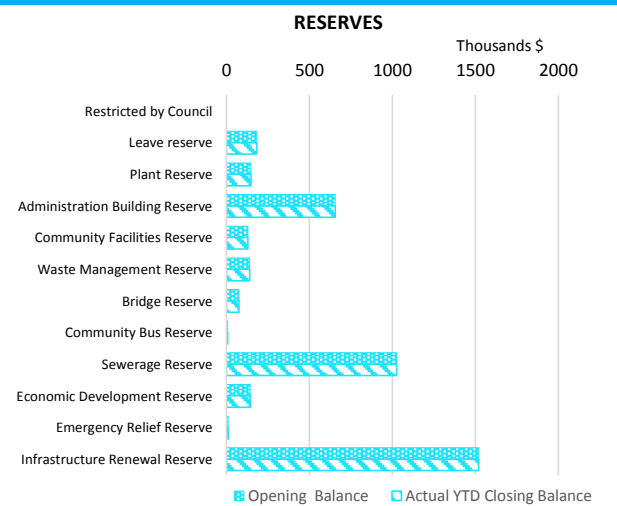 RESERVES
Thousands $
0 500 1000 1500 2000
Restricted by Council
Leave reserve
Plant Reserve
Administration Building Reserve
Community Facilities Reserve
Waste Management Reserve
Bridge Reserve
Community Bus Reserve
Sewerage Reserve
Economic Development Reserve
Emergency Relief Reserve
Infrastructure Renewal Reserve
Opening Balance Actual YTD Closing Balance